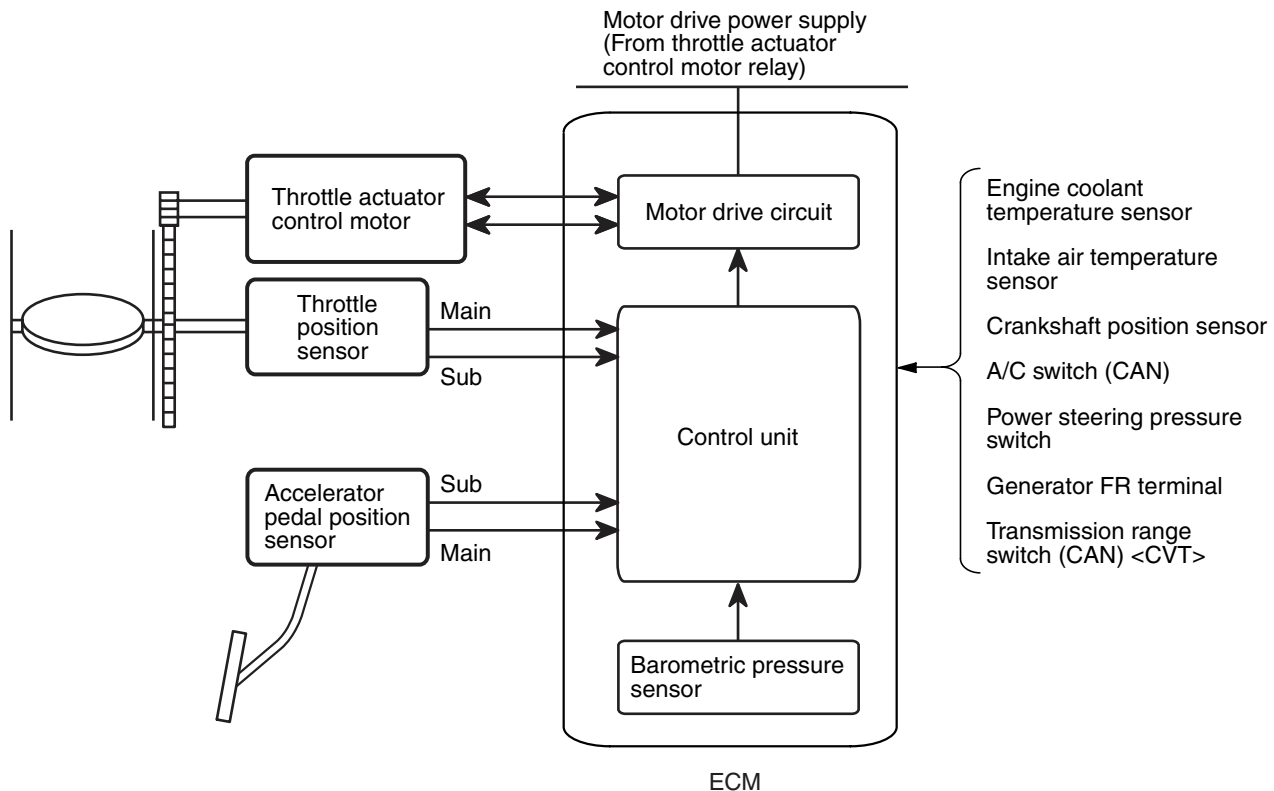 Motor drive power supply
(From throttle actuator
control motor relay)
Throttle actuator
control motor
Motor drive circuit
Throttle
position
sensor
Main
Sub
Control unit
Accelerator
pedal position
sensor
Sub
Main
Barometric pressure
sensor
ECM
Engine coolant
temperature sensor
Intake air temperature
sensor
Crankshaft position sensor
A/C switch (CAN)
Power steering pressure
switch
Generator FR terminal
Transmission range
switch (CAN) <CVT>